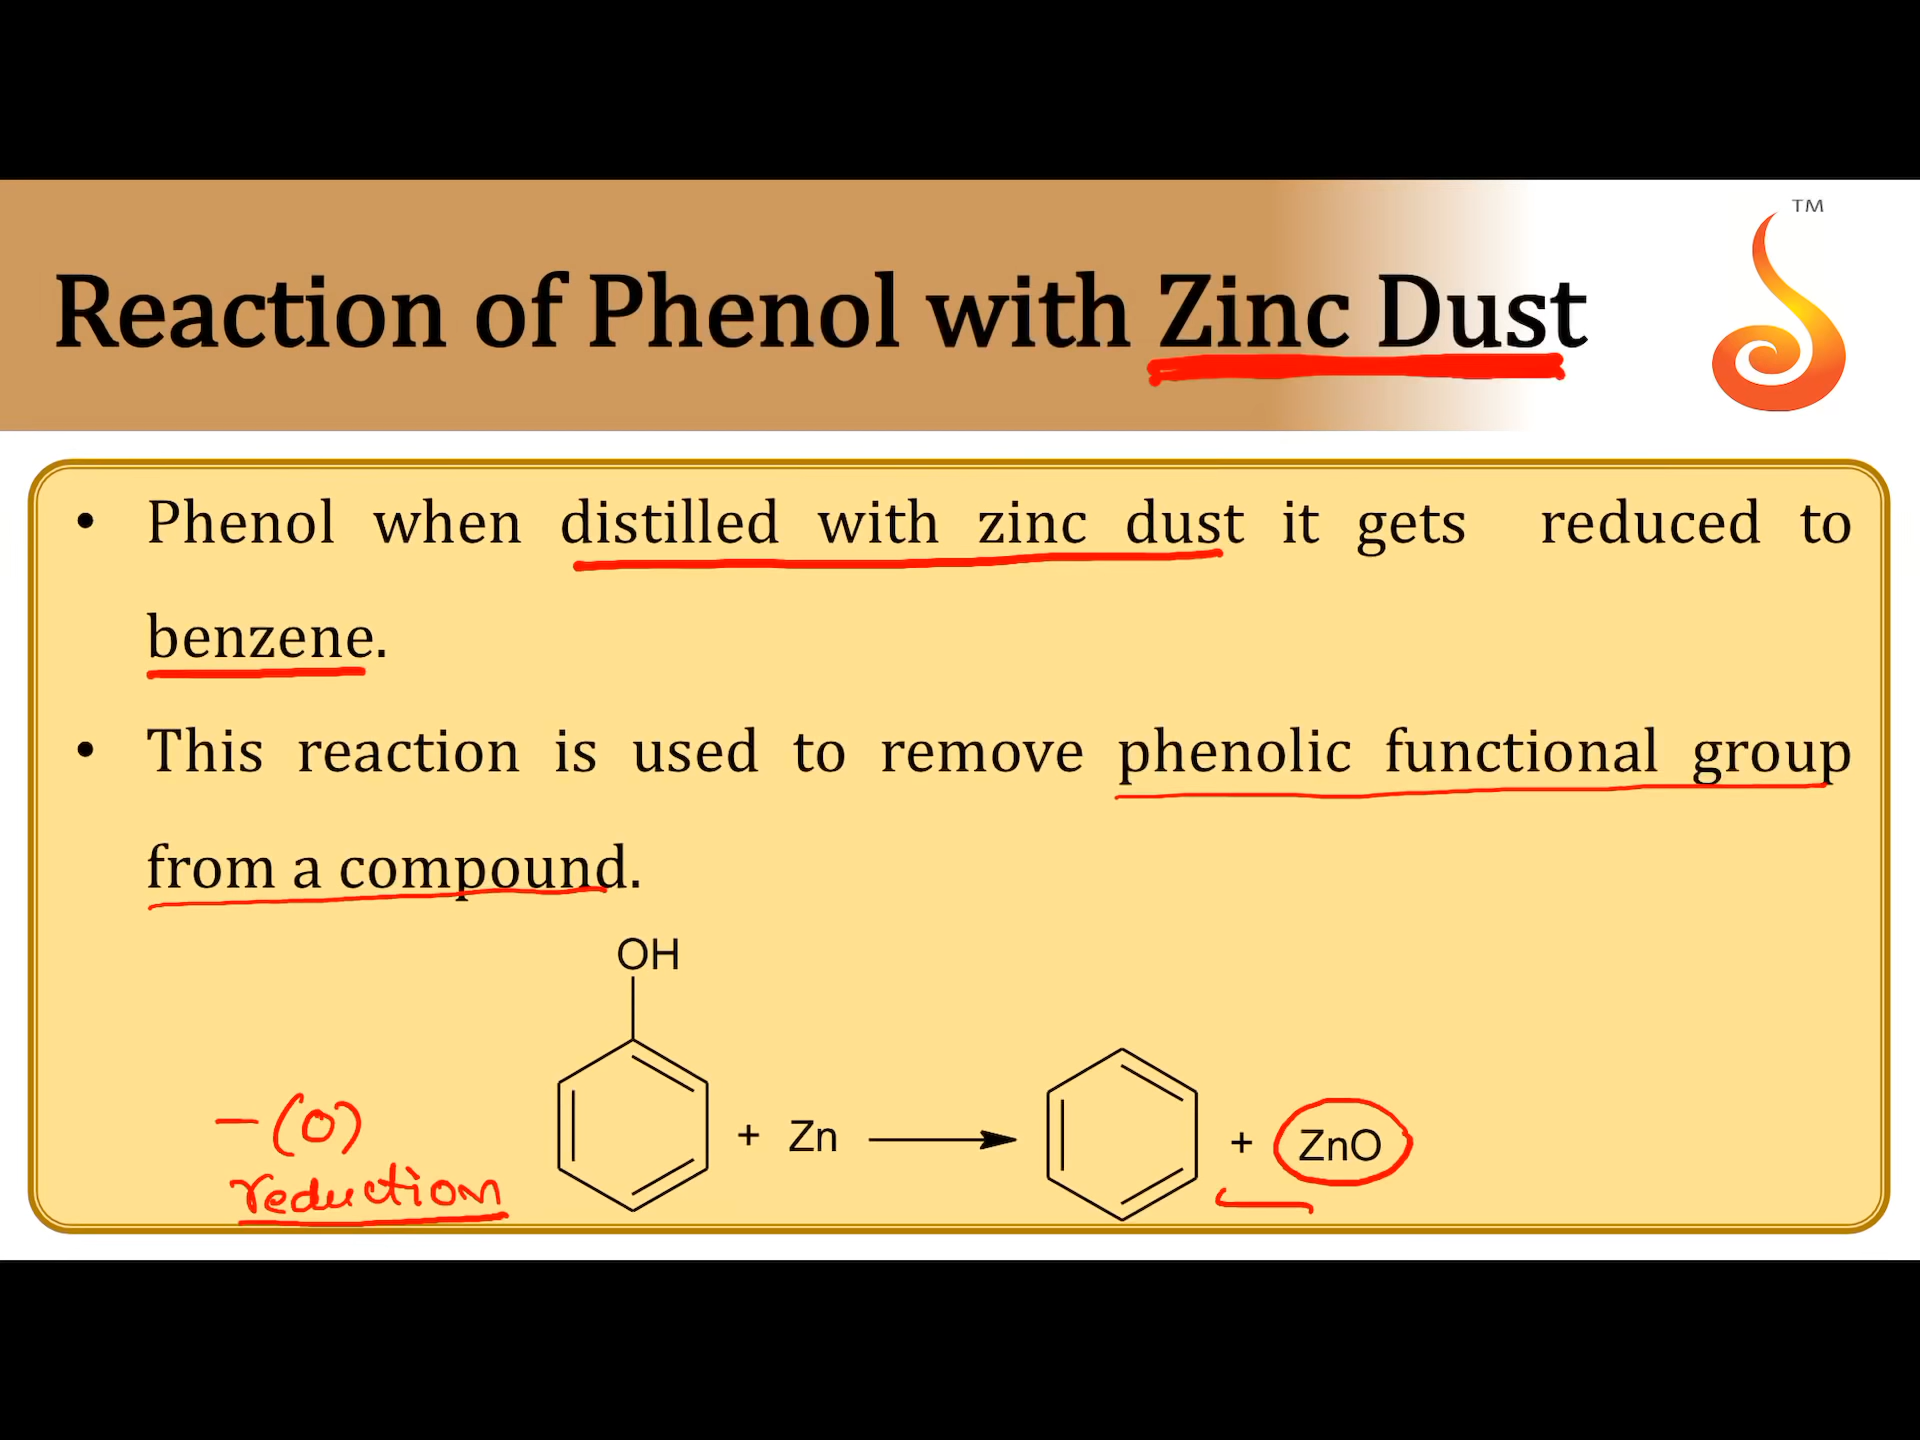 TM
Reaction of Phenol with Zinc Dust
• Phenol when distilled with zinc dust it gets reduced to
benzene.
• This reaction is used to remove phenolic functional group
from a compound.
OH
+ Zn
+ ZnO
-(O)
reduction